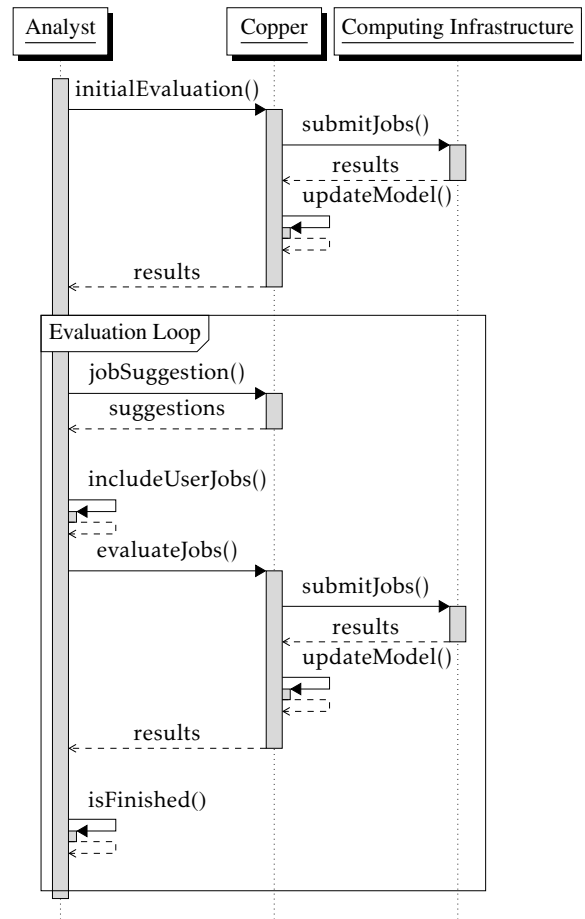 Analyst
Copper
Computing Infrastructure
initialEvaluation()
submitJobs()
results
updateModel()
results
Evaluation Loop
jobSuggestion()
suggestions
includeUserJobs()
evaluateJobs()
submitJobs()
results
updateModel()
results
isFinished()